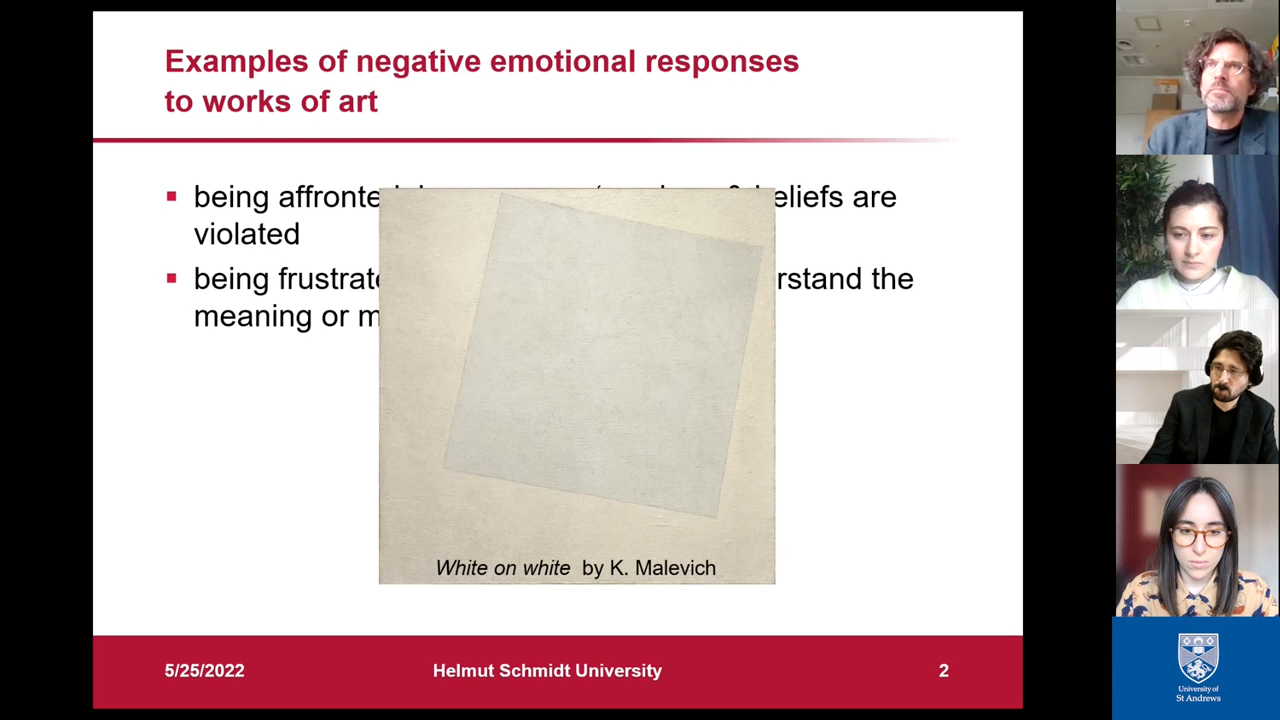 Examples of negative emotional responses
to works of art
being affronte eliefs are
violated
being frustrate rstand the
meaning or m
White on white by K. Malevich
5/25/2022
Helmut Schmidt University
2
University of
St Andrews